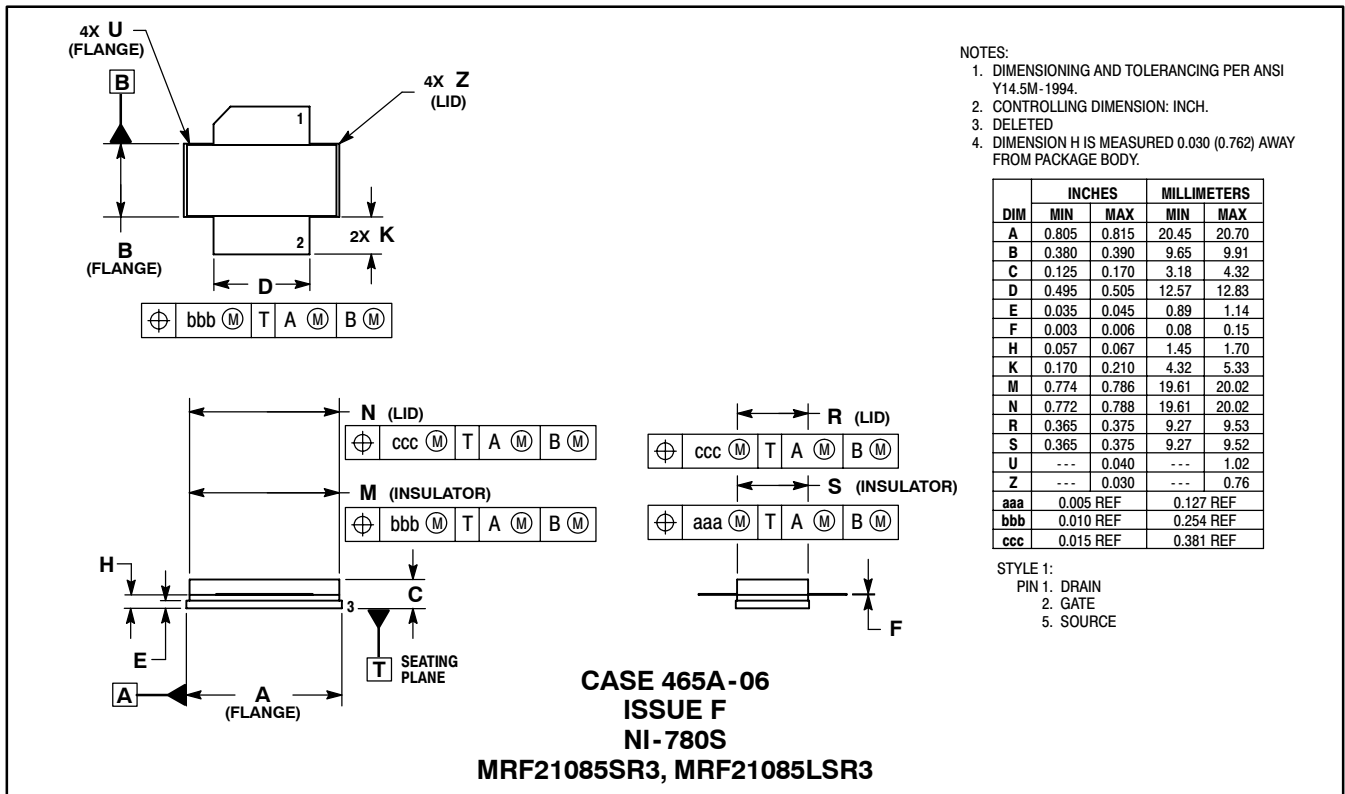 4X U
(FLANGE)
B
4X Z
(LID)
1
B
(FLANGE)
2X K
2
D
⌖ bbb Ⓜ T A Ⓜ B Ⓜ
N (LID)
⌖ ccc Ⓜ T A Ⓜ B Ⓜ
M (INSULATOR)
⌖ bbb Ⓜ T A Ⓜ B Ⓜ
H
C
3
E
T SEATING
PLANE
A
A
(FLANGE)
R (LID)
⌖ ccc Ⓜ T A Ⓜ B Ⓜ
S (INSULATOR)
⌖ aaa Ⓜ T A Ⓜ B Ⓜ
F
NOTES:
1. DIMENSIONING AND TOLERANCING PER ANSI
Y14.5M-1994.
2. CONTROLLING DIMENSION: INCH.
3. DELETED
4. DIMENSION H IS MEASURED 0.030 (0.762) AWAY
FROM PACKAGE BODY.
INCHES MILLIMETERS
DIM MIN MAX MIN MAX
A 0.805 0.815 20.45 20.70
B 0.380 0.390 9.65 9.91
C 0.125 0.170 3.18 4.32
D 0.495 0.505 12.57 12.83
E 0.035 0.045 0.89 1.14
F 0.003 0.006 0.08 0.15
H 0.057 0.067 1.45 1.70
K 0.170 0.210 4.32 5.33
M 0.774 0.786 19.61 20.02
N 0.772 0.788 19.61 20.02
R 0.365 0.375 9.27 9.53
S 0.365 0.375 9.27 9.52
U --- 0.040 --- 1.02
Z --- 0.030 --- 0.76
aaa 0.005 REF 0.127 REF
bbb 0.010 REF 0.254 REF
ccc 0.015 REF 0.381 REF
STYLE 1:
PIN 1. DRAIN
2. GATE
5. SOURCE
CASE 465A-06
ISSUE F
NI-780S
MRF21085SR3, MRF21085LSR3